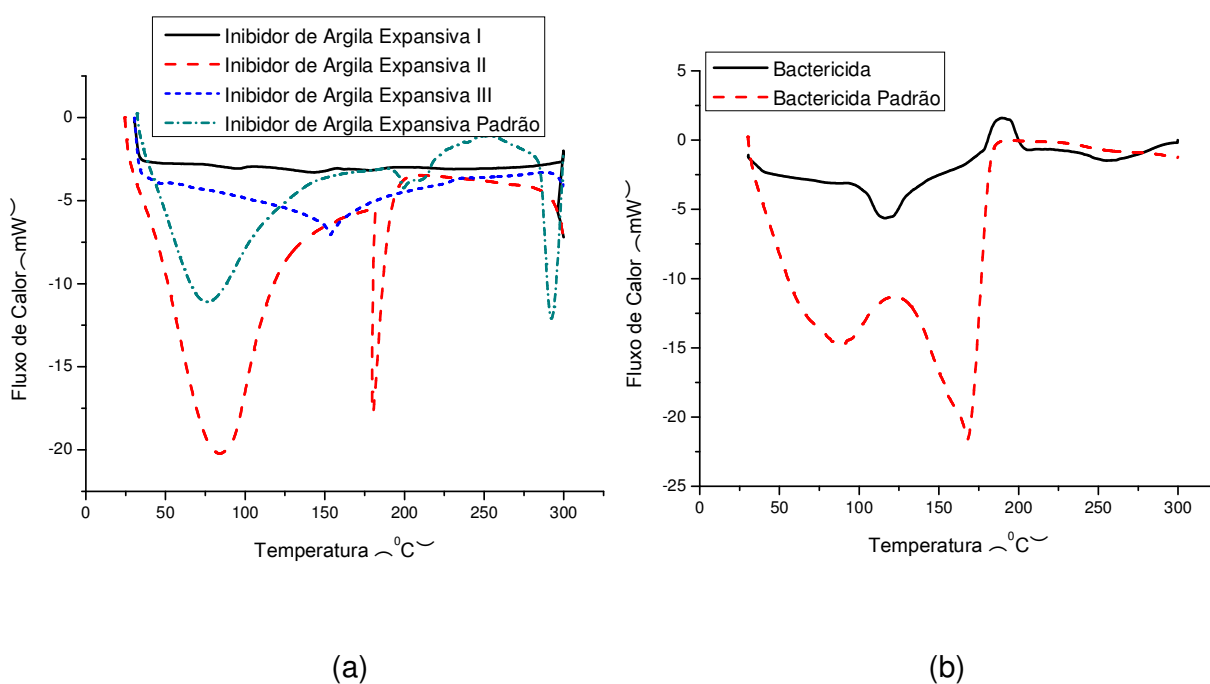 Inibidor de Argila Expansiva I
Inibidor de Argila Expansiva II
Inibidor de Argila Expansiva III
Inibidor de Argila Expansiva Padrão
0
-5
-10
-15
-20
Fluxo de Calor (mW)
0 50 100 150 200 250 300
Temperatura (⁰C)
(a)
Bactericida
Bactericida Padrão
5
0
-5
-10
-15
-20
-25
Fluxo de Calor (mW)
0 50 100 150 200 250 300
Temperatura (⁰C)
(b)